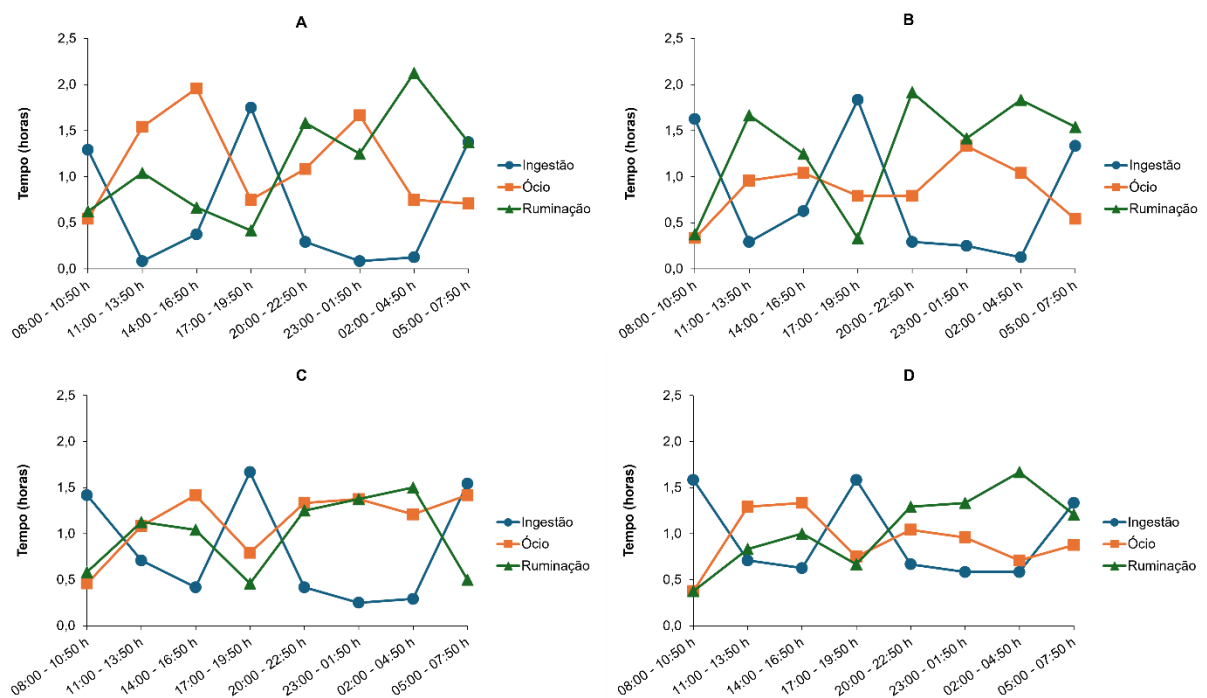 A
Tempo (horas)
2,5
2,0
1,5
1,0
0,5
0,0
08:00 - 10:50 h
11:00 - 13:50 h
14:00 - 16:50 h
17:00 - 19:50 h
20:00 - 22:50 h
23:00 - 01:50 h
02:00 - 04:50 h
05:00 - 07:50 h
Ingestão
Ócio
Ruminação
B
Tempo (horas)
2,5
2,0
1,5
1,0
0,5
0,0
08:00 - 10:50 h
11:00 - 13:50 h
14:00 - 16:50 h
17:00 - 19:50 h
20:00 - 22:50 h
23:00 - 01:50 h
02:00 - 04:50 h
05:00 - 07:50 h
Ingestão
Ócio
Ruminação
C
Tempo (horas)
2,5
2,0
1,5
1,0
0,5
0,0
08:00 - 10:50 h
11:00 - 13:50 h
14:00 - 16:50 h
17:00 - 19:50 h
20:00 - 22:50 h
23:00 - 01:50 h
02:00 - 04:50 h
05:00 - 07:50 h
Ingestão
Ócio
Ruminação
D
Tempo (horas)
2,5
2,0
1,5
1,0
0,5
0,0
08:00 - 10:50 h
11:00 - 13:50 h
14:00 - 16:50 h
17:00 - 19:50 h
20:00 - 22:50 h
23:00 - 01:50 h
02:00 - 04:50 h
05:00 - 07:50 h
Ingestão
Ócio
Ruminação